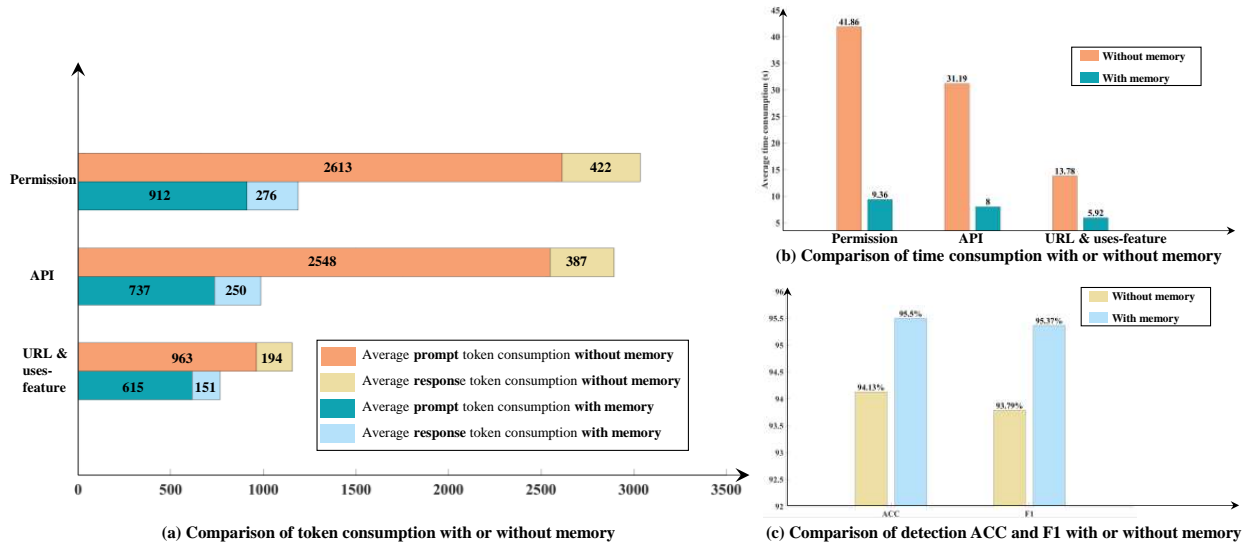 Permission
2613
422
912
276
API
2548
387
737
250
URL &
uses-
feature
963
194
615
151
Average prompt token consumption without memory
Average response token consumption without memory
Average prompt token consumption with memory
Average response token consumption with memory
0
500
1000
1500
2000
2500
3000
3500
(a) Comparison of token consumption with or without memory
Average time consumption (s)
45
40
35
30
25
20
15
10
5
41.86
9.36
31.19
8
13.78
5.92
Without memory
With memory
Permission
API
URL & uses-feature
(b) Comparison of time consumption with or without memory
96
95.5
95
94.5
94
93.5
93
92.5
92
94.13%
95.5%
93.79%
95.37%
Without memory
With memory
ACC
F1
(c) Comparison of detection ACC and F1 with or without memory